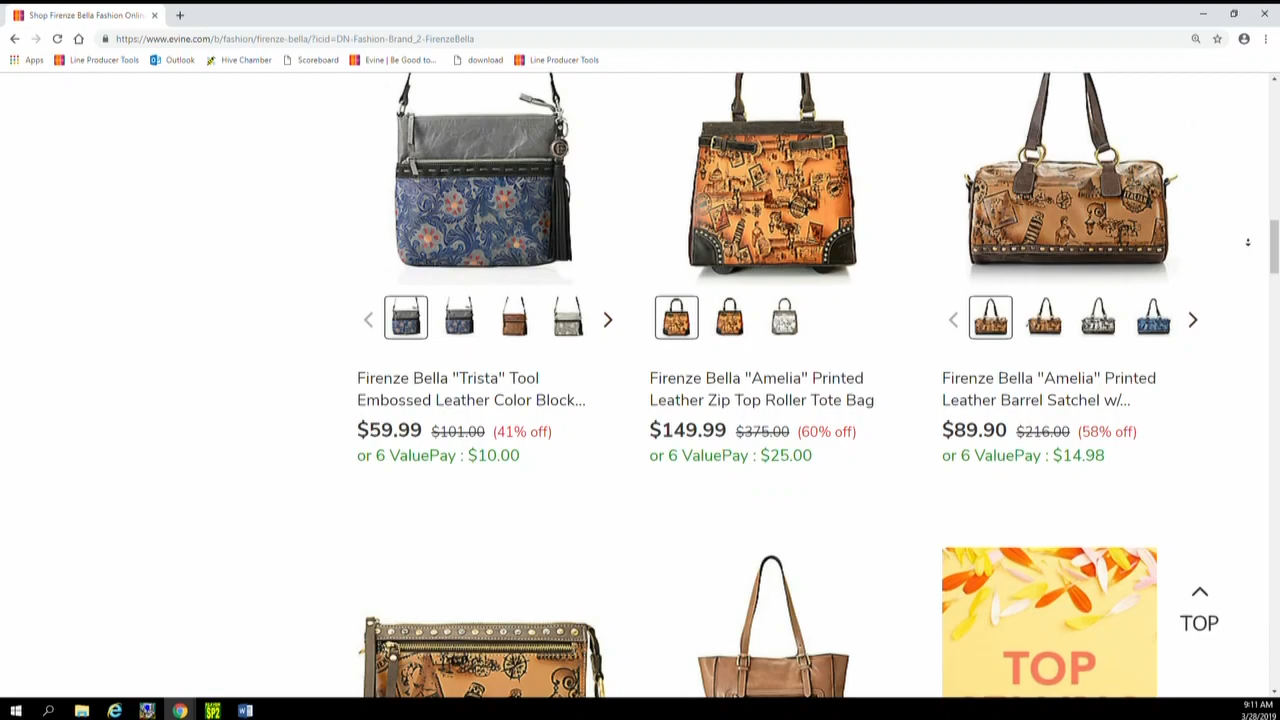 Shop Firenze Bella Fashion Onlin
https://www.evine.com/b/fashion/firenze-bella/?icid=DN-Fashion-Brand_2-FirenzeBella
Apps Line Producer Tools Outlook Hive Chamber Scoreboard Evine | Be Good to... download Line Producer Tools
Firenze Bella "Trista" Tool
Embossed Leather Color Block...
$59.99 $101.00 (41% off)
or 6 ValuePay : $10.00
Firenze Bella "Amelia" Printed
Leather Zip Top Roller Tote Bag
$149.99 $375.00 (60% off)
or 6 ValuePay : $25.00
Firenze Bella "Amelia" Printed
Leather Barrel Satchel w/...
$89.90 $216.00 (58% off)
or 6 ValuePay : $14.98
TOP
TOP
9:11 AM